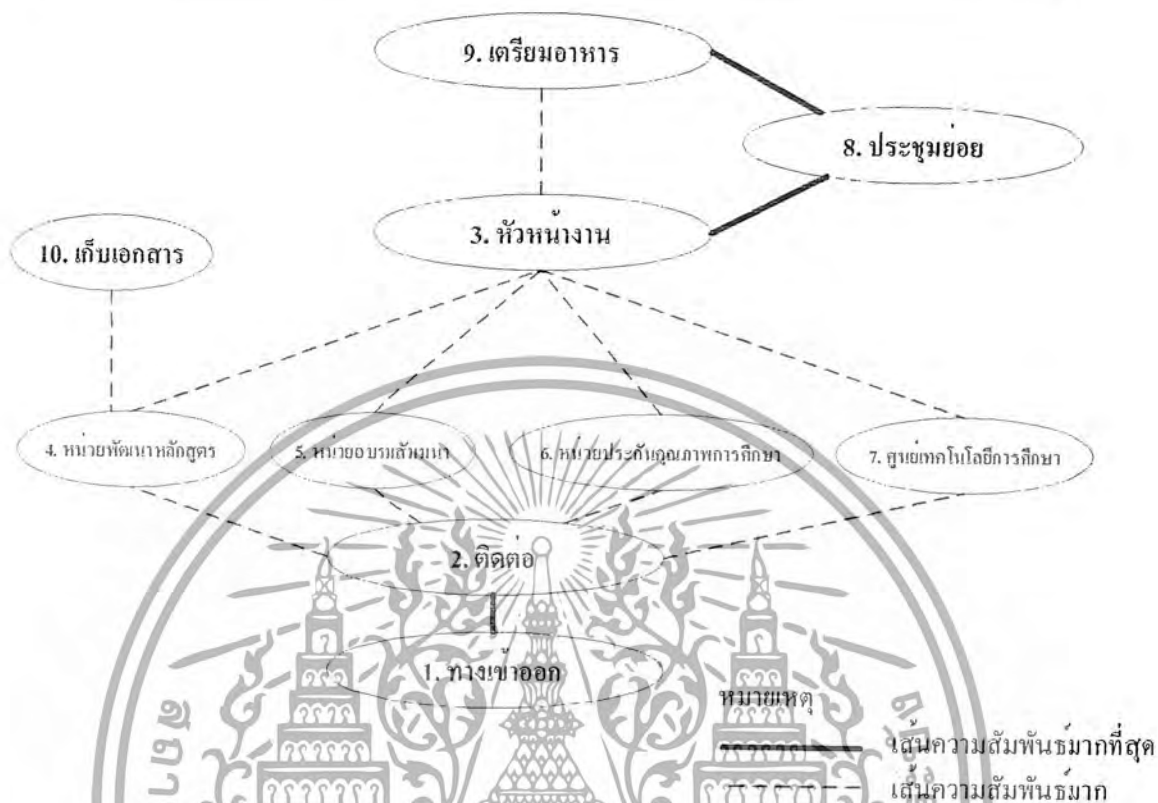 9. เตรียมอาหาร
8. ประชุมย่อย
3. หัวหน้างาน
10. เก็บเอกสาร
4. หน่วยพัฒนาหลักสูตร
5. หน่วยอบรมสัมมนา
6. หน่วยประกันคุณภาพการศึกษา
7. ศูนย์เทคโนโลยีการศึกษา
2. ติดต่อ
1. ทางเข้าออก
หมายเหตุ
เส้นความสัมพันธ์มากที่สุด
เส้นความสัมพันธ์มาก